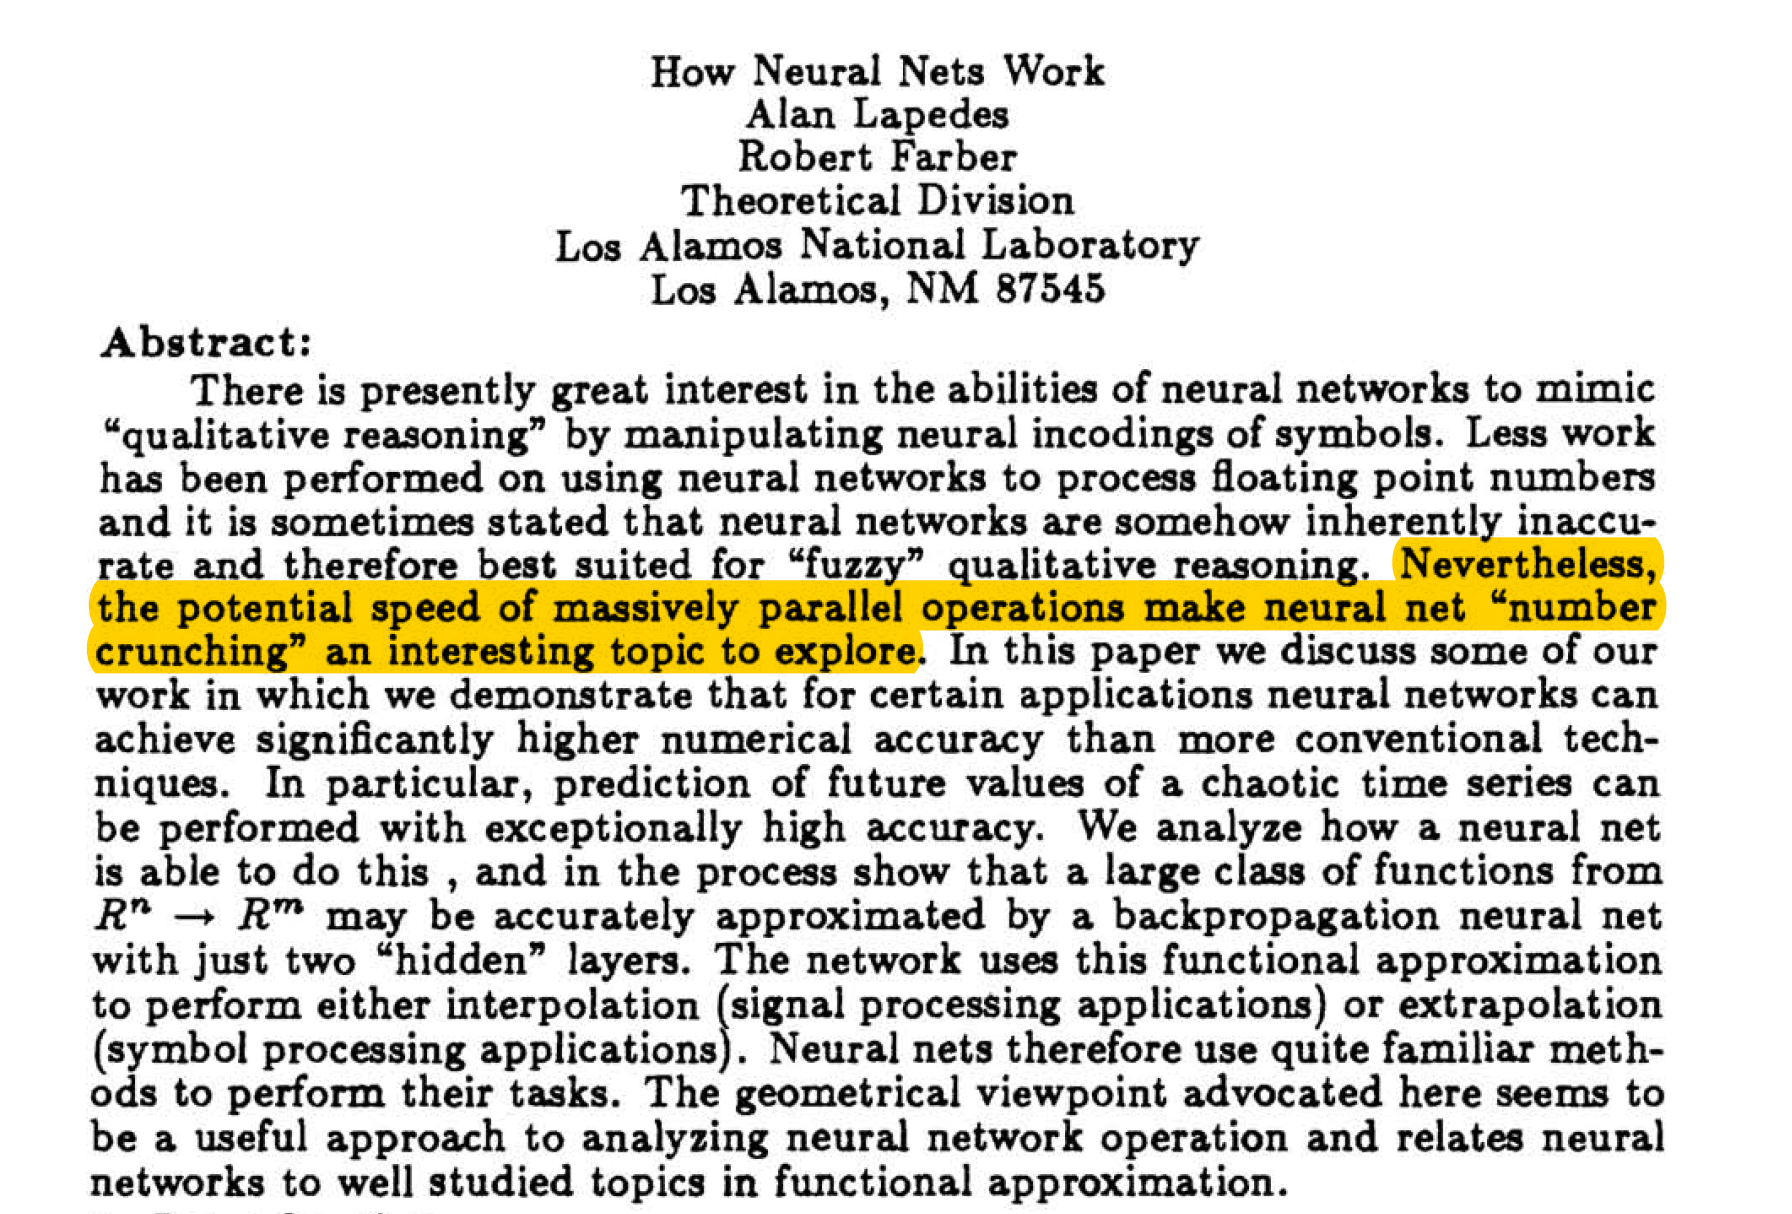 How Neural Nets Work
Alan Lapedes
Robert Farber
Theoretical Division
Los Alamos National Laboratory
Los Alamos, NM 87545
Abstract:
There is presently great interest in the abilities of neural networks to mimic
“qualitative reasoning” by manipulating neural incodings of symbols. Less work
has been performed on using neural networks to process floating point numbers
and it is sometimes stated that neural networks are somehow inherently inaccu-
rate and therefore best suited for “fuzzy” qualitative reasoning. Nevertheless,
the potential speed of massively parallel operations make neural net “number
crunching” an interesting topic to explore. In this paper we discuss some of our
work in which we demonstrate that for certain applications neural networks can
achieve significantly higher numerical accuracy than more conventional tech-
niques. In particular, prediction of future values of a chaotic time series can
be performed with exceptionally high accuracy. We analyze how a neural net
is able to do this , and in the process show that a large class of functions from
Rⁿ → Rᵐ may be accurately approximated by a backpropagation neural net
with just two “hidden” layers. The network uses this functional approximation
to perform either interpolation (signal processing applications) or extrapolation
(symbol processing applications). Neural nets therefore use quite familiar meth-
ods to perform their tasks. The geometrical viewpoint advocated here seems to
be a useful approach to analyzing neural network operation and relates neural
networks to well studied topics in functional approximation.